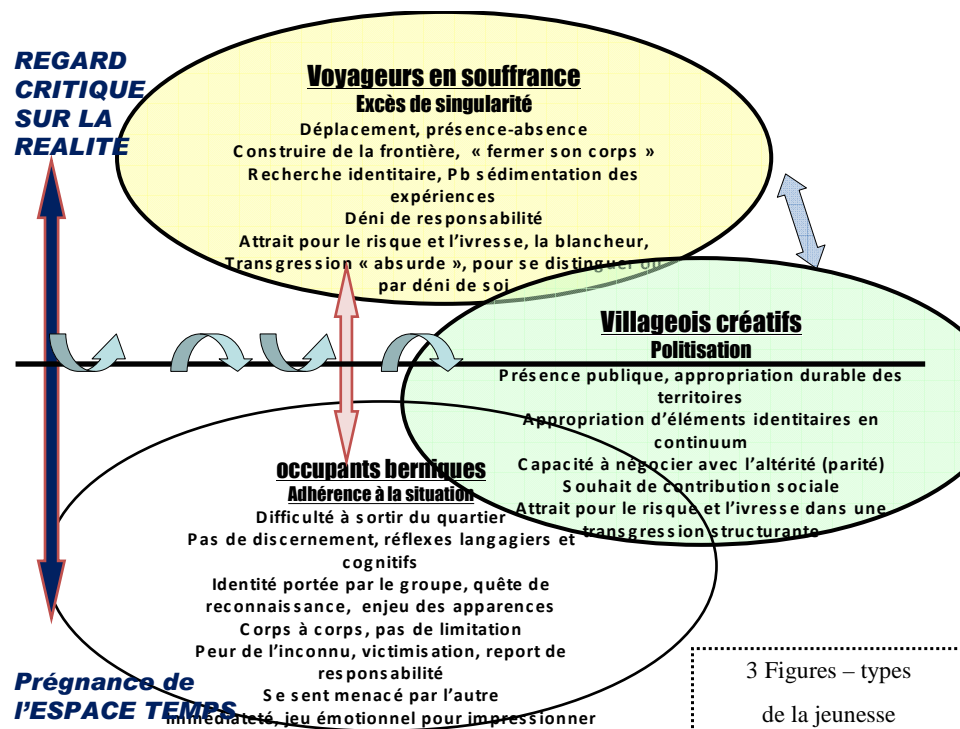 REGARD
CRITIQUE
SUR LA
REALITE
Voyageurs en souffrance
Excès de singularité
Déplacement, présence-absence
Construire de la frontière, « fermer son corps »
Recherche identitaire, Pb sédimentation des
expériences
Déni de responsabilité
Attrait pour le risque et l'ivresse, la blancheur,
Transgression « absurde », pour se distinguer ou
par déni de soi
Villageois créatifs
Politisation
Présence publique, appropriation durable des
territoires
Appropriation d'éléments identitaires en
continuum
Capacité à négocier avec l'altérité (parité)
Souhait de contribution sociale
Attrait pour le risque et l'ivresse dans une
transgression structurante
occupants berniques
Adhérence à la situation
Difficulté à sortir du quartier
Pas de discernement, réflexes langagiers et
cognitifs
Identité portée par le groupe, quête de
reconnaissance, enjeu des apparences
Corps à corps, pas de limitation
Peur de l'inconnu, victimisation, report de
responsabilité
Se sent menacé par l'autre
Immédiateté, jeu émotionnel pour impressionner
Prégnance de
l'ESPACE TEMPS
3 Figures – types
de la jeunesse